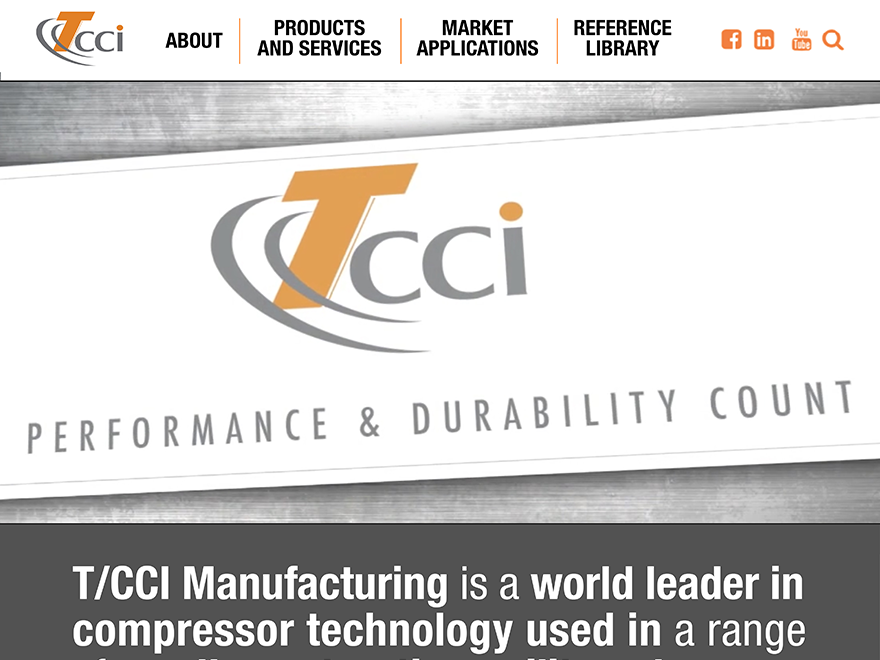 Tcci
ABOUT
PRODUCTS
AND SERVICES
MARKET
APPLICATIONS
REFERENCE
LIBRARY
You
Tube
Tcci
PERFORMANCE & DURABILITY COUNT
T/CCI Manufacturing is a world leader in
compressor technology used in a range